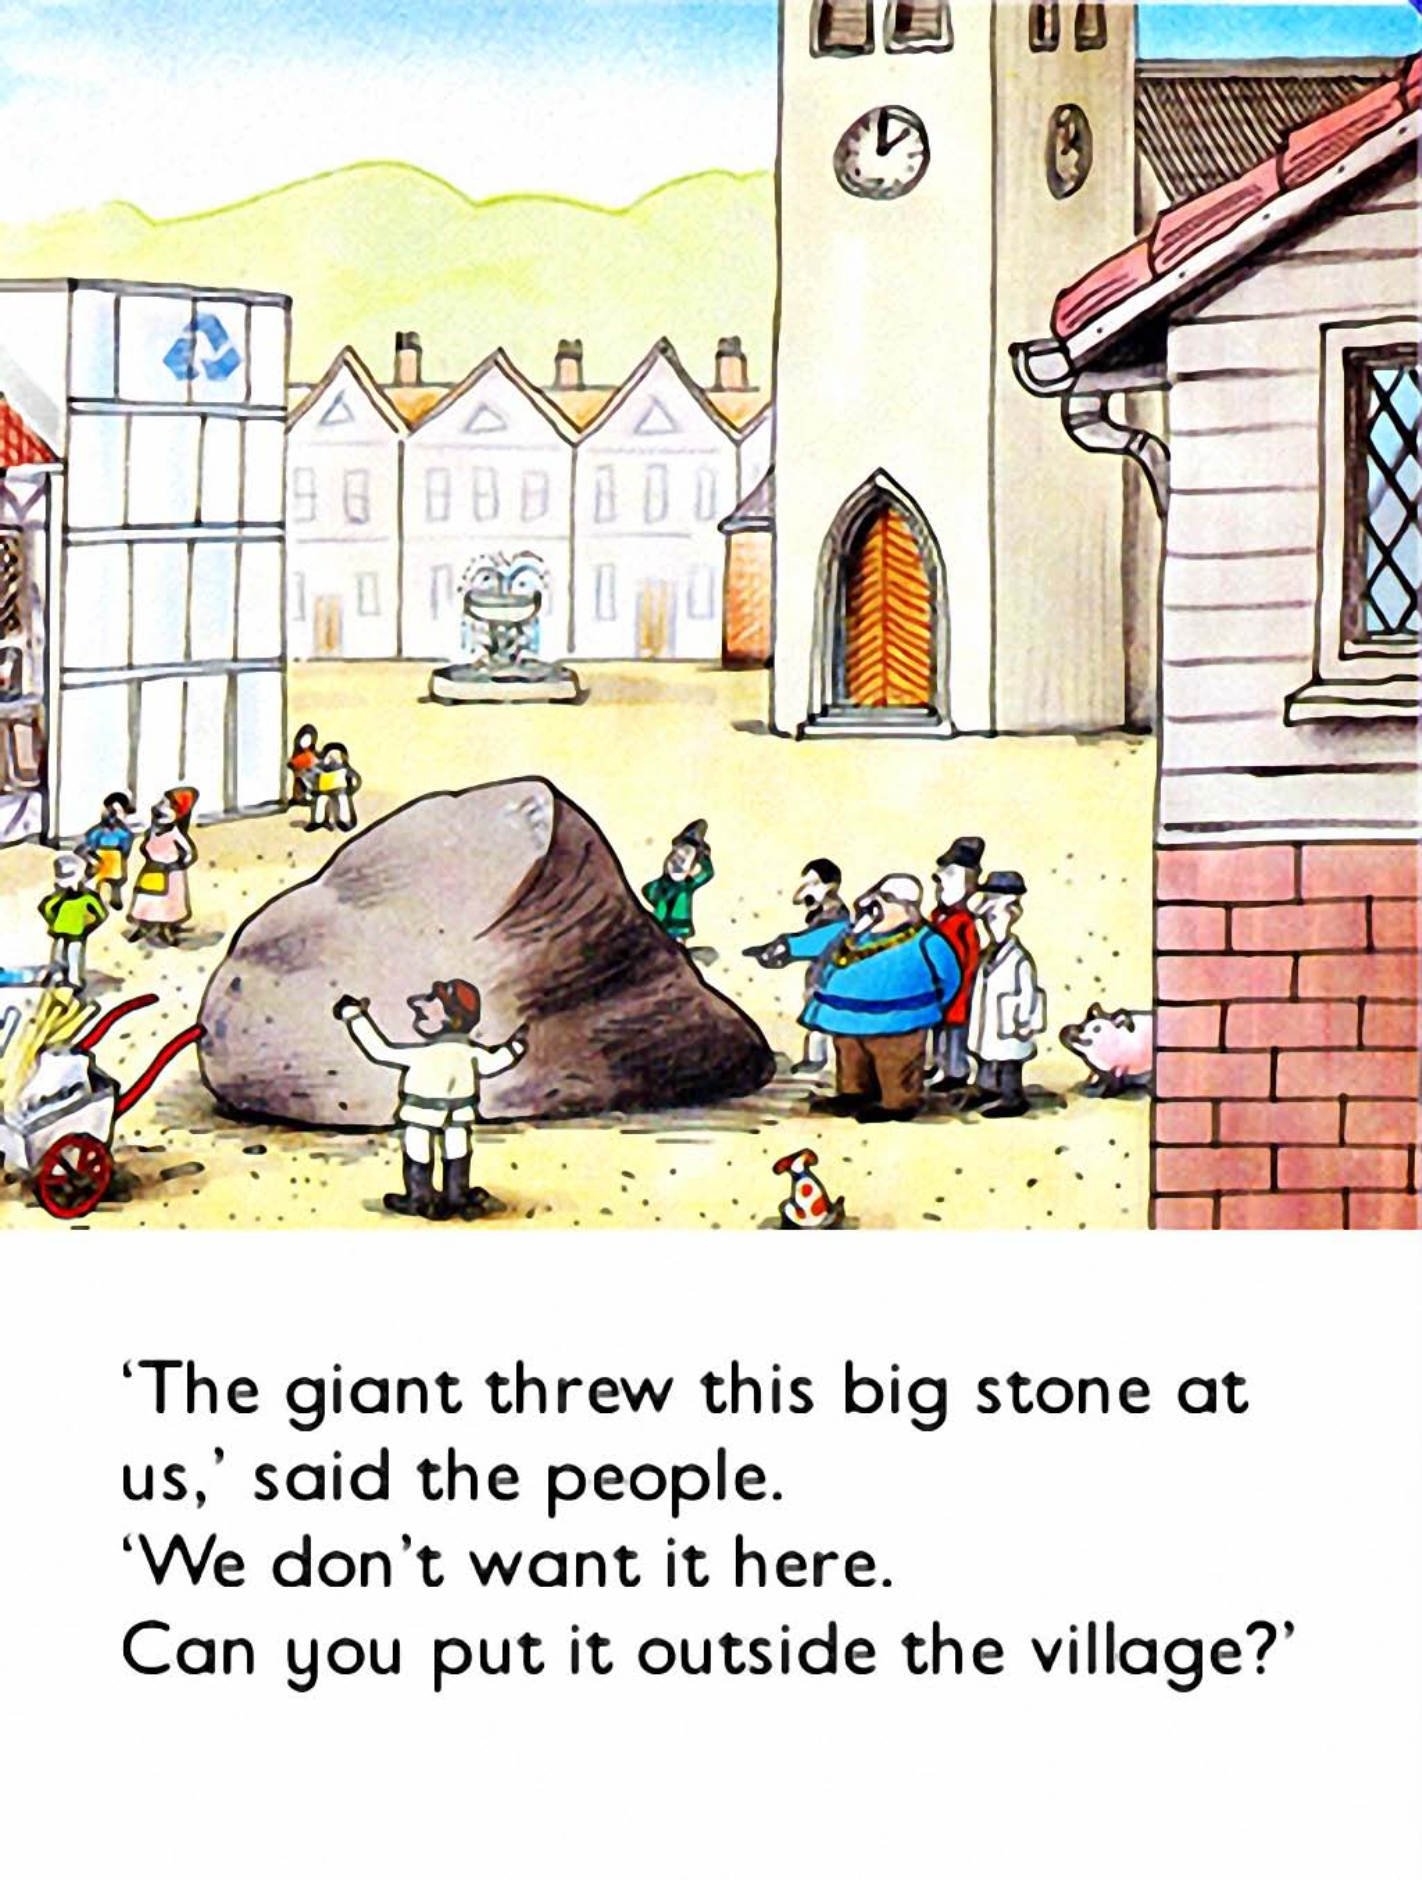 ‘The giant threw this big stone at
us,’ said the people.
‘We don’t want it here.
Can you put it outside the village?’